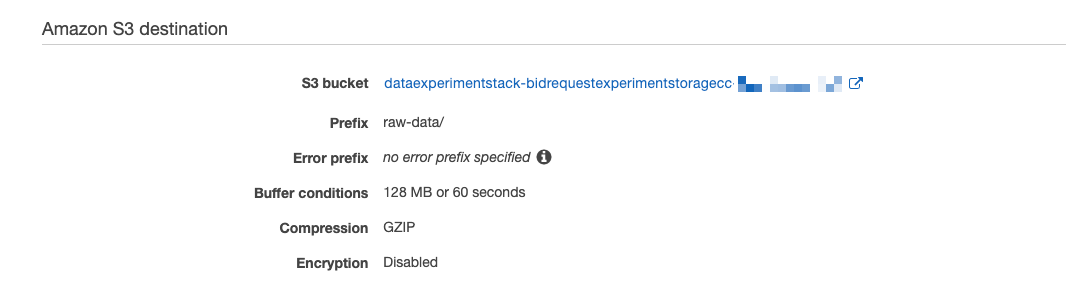 Amazon S3 destination
S3 bucket dataexperimentstack-bidrequestexperimentstoragecc
Prefix raw-data/
Error prefix no error prefix specified
Buffer conditions 128 MB or 60 seconds
Compression GZIP
Encryption Disabled